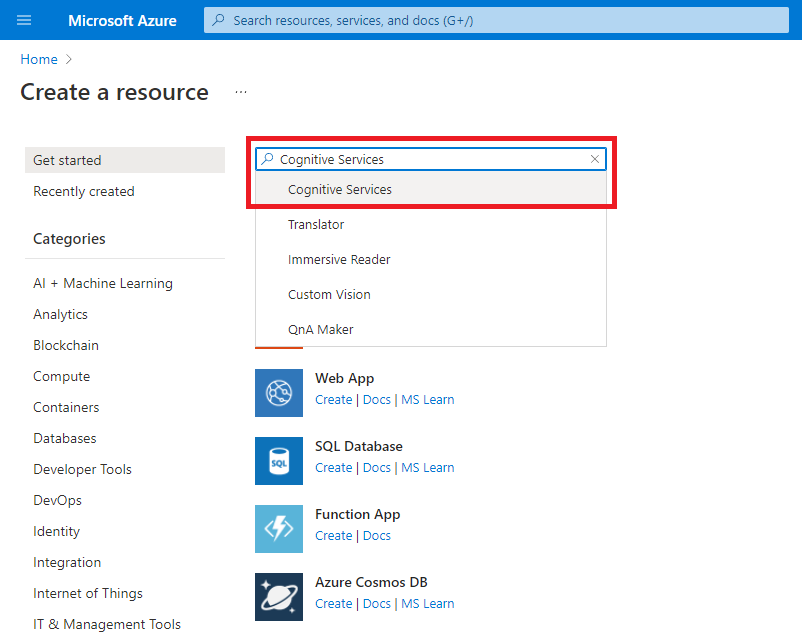 Microsoft Azure
Search resources, services, and docs (G+/)
Home
Create a resource
Get started
Recently created
Categories
AI + Machine Learning
Analytics
Blockchain
Compute
Containers
Databases
Developer Tools
DevOps
Identity
Integration
Internet of Things
IT & Management Tools
Cognitive Services
Cognitive Services
Translator
Immersive Reader
Custom Vision
QnA Maker
Web App
Create | Docs | MS Learn
SQL
SQL Database
Create | Docs | MS Learn
Function App
Create | Docs
Azure Cosmos DB
Create | Docs | MS Learn